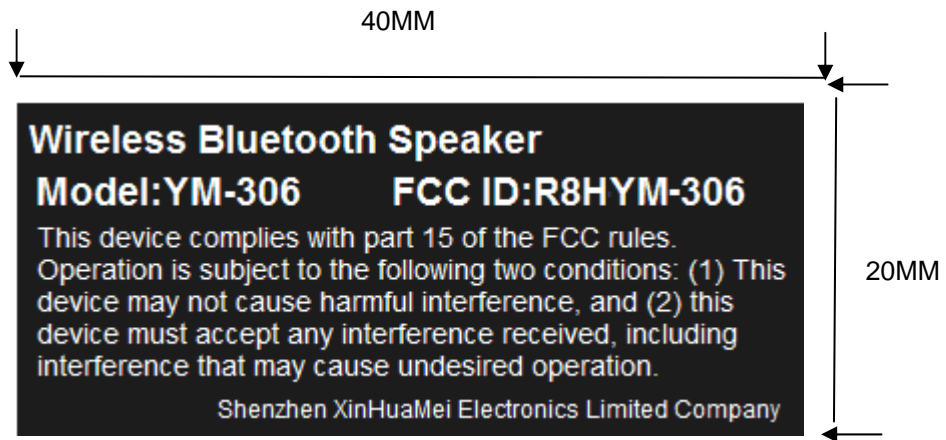 40MM
Wireless Bluetooth Speaker
Model:YM-306 FCC ID:R8HYM-306
This device complies with part 15 of the FCC rules.
Operation is subject to the following two conditions: (1) This
device may not cause harmful interference, and (2) this
device must accept any interference received, including
interference that may cause undesired operation.
Shenzhen XinHuaMei Electronics Limited Company
20MM